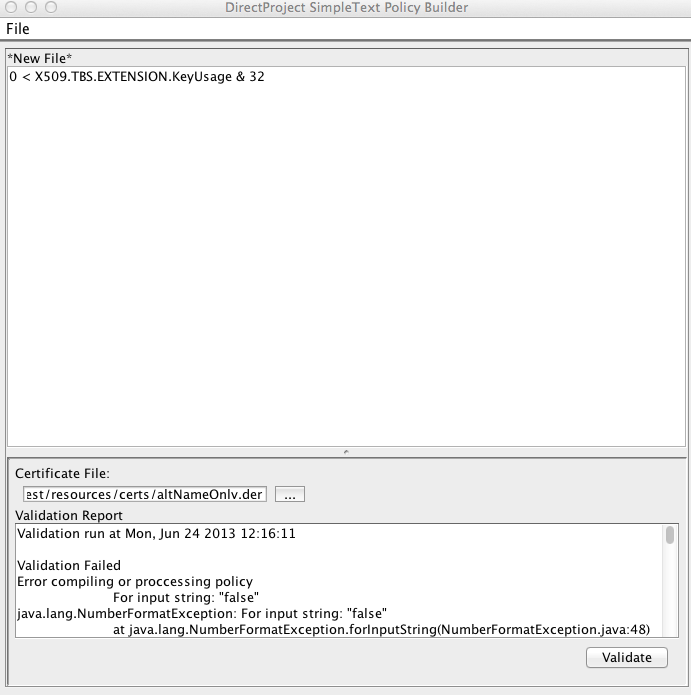 DirectProject SimpleText Policy Builder
File
*New File*
0 < X509.TBS.EXTENSION.KeyUsage & 32
Certificate File:
est/resources/certs/altNameOnly.der
...
Validation Report
Validation run at Mon, Jun 24 2013 12:16:11
Validation Failed
Error compiling or proccessing policy
For input string: "false"
java.lang.NumberFormatException: For input string: "false"
at java.lang.NumberFormatException.forInputString(NumberFormatException.java:48)
Validate